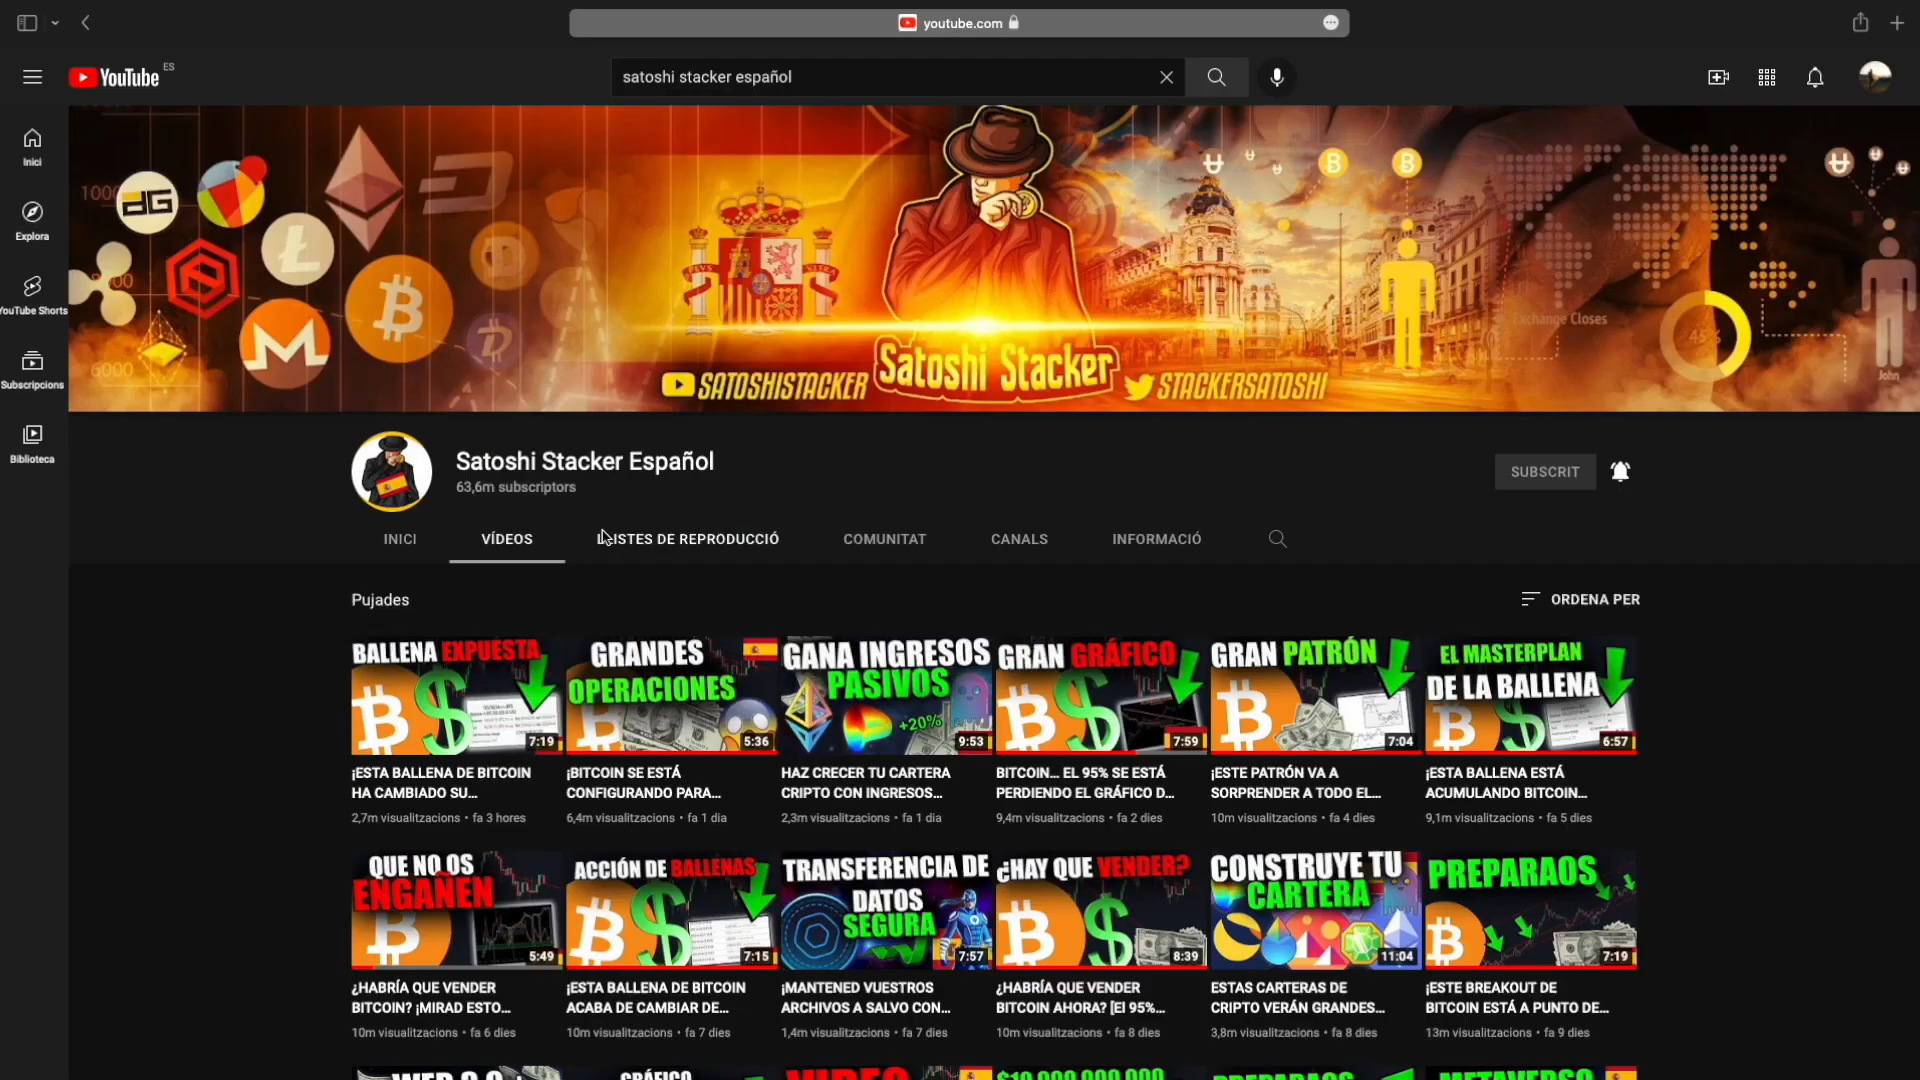 youtube.com
YouTube ES
satoshi stacker español
Inici
Explora
YouTube Shorts
Subscripcions
Biblioteca
Exchange Closes
45%
John
Satoshi Stacker
SATOSHISTACKER
STACKERSATOSHI
Satoshi Stacker Español
63,6m subscriptors
SUBSCRIT
INICI
VÍDEOS
LLISTES DE REPRODUCCIÓ
COMUNITAT
CANALS
INFORMACIÓ
Pujades
ORDENA PER
BALLENA EXPUESTA
7:19
¡ESTA BALLENA DE BITCOIN
HA CAMBIADO SU...
2,7m visualitzacions • fa 3 hores
GRANDES
OPERACIONES
5:36
¡BITCOIN SE ESTÁ
CONFIGURANDO PARA...
6,4m visualitzacions • fa 1 dia
GANA INGRESOS
PASIVOS
+20%
9:53
HAZ CRECER TU CARTERA
CRIPTO CON INGRESOS...
2,3m visualitzacions • fa 1 dia
GRAN GRÁFICO
7:59
BITCOIN... EL 95% SE ESTÁ
PERDIENDO EL GRÁFICO D...
9,4m visualitzacions • fa 2 dies
GRAN PATRÓN
7:04
¡ESTE PATRÓN VA A
SORPRENDER A TODO EL...
10m visualitzacions • fa 4 dies
EL MASTERPLAN
DE LA BALLENA
6:57
¡ESTA BALLENA ESTÁ
ACUMULANDO BITCOIN...
9,1m visualitzacions • fa 5 dies
QUE NO OS
ENGAÑEN
5:49
¿HABRÍA QUE VENDER
BITCOIN? ¡MIRAD ESTO...
10m visualitzacions • fa 6 dies
ACCIÓN DE BALLENAS
7:15
¡ESTA BALLENA DE BITCOIN
ACABA DE CAMBIAR DE...
10m visualitzacions • fa 7 dies
TRANSFERENCIA DE
DATOS
SEGURA
7:57
¡MANTENED VUESTROS
ARCHIVOS A SALVO CON...
1,4m visualitzacions • fa 7 dies
¿HAY QUE VENDER?
8:39
¿HABRÍA QUE VENDER
BITCOIN AHORA? [El 95%...
10m visualitzacions • fa 8 dies
CONSTRUYE TU
CARTERA
11:04
ESTAS CARTERAS DE
CRIPTO VERÁN GRANDES...
3,8m visualitzacions • fa 8 dies
PREPARAOS
7:19
¡ESTE BREAKOUT DE
BITCOIN ESTÁ A PUNTO DE...
13m visualitzacions • fa 9 dies
GRÁFICO
VIDEO
$10.000.000.000
PREPARAOS
METAVERSO